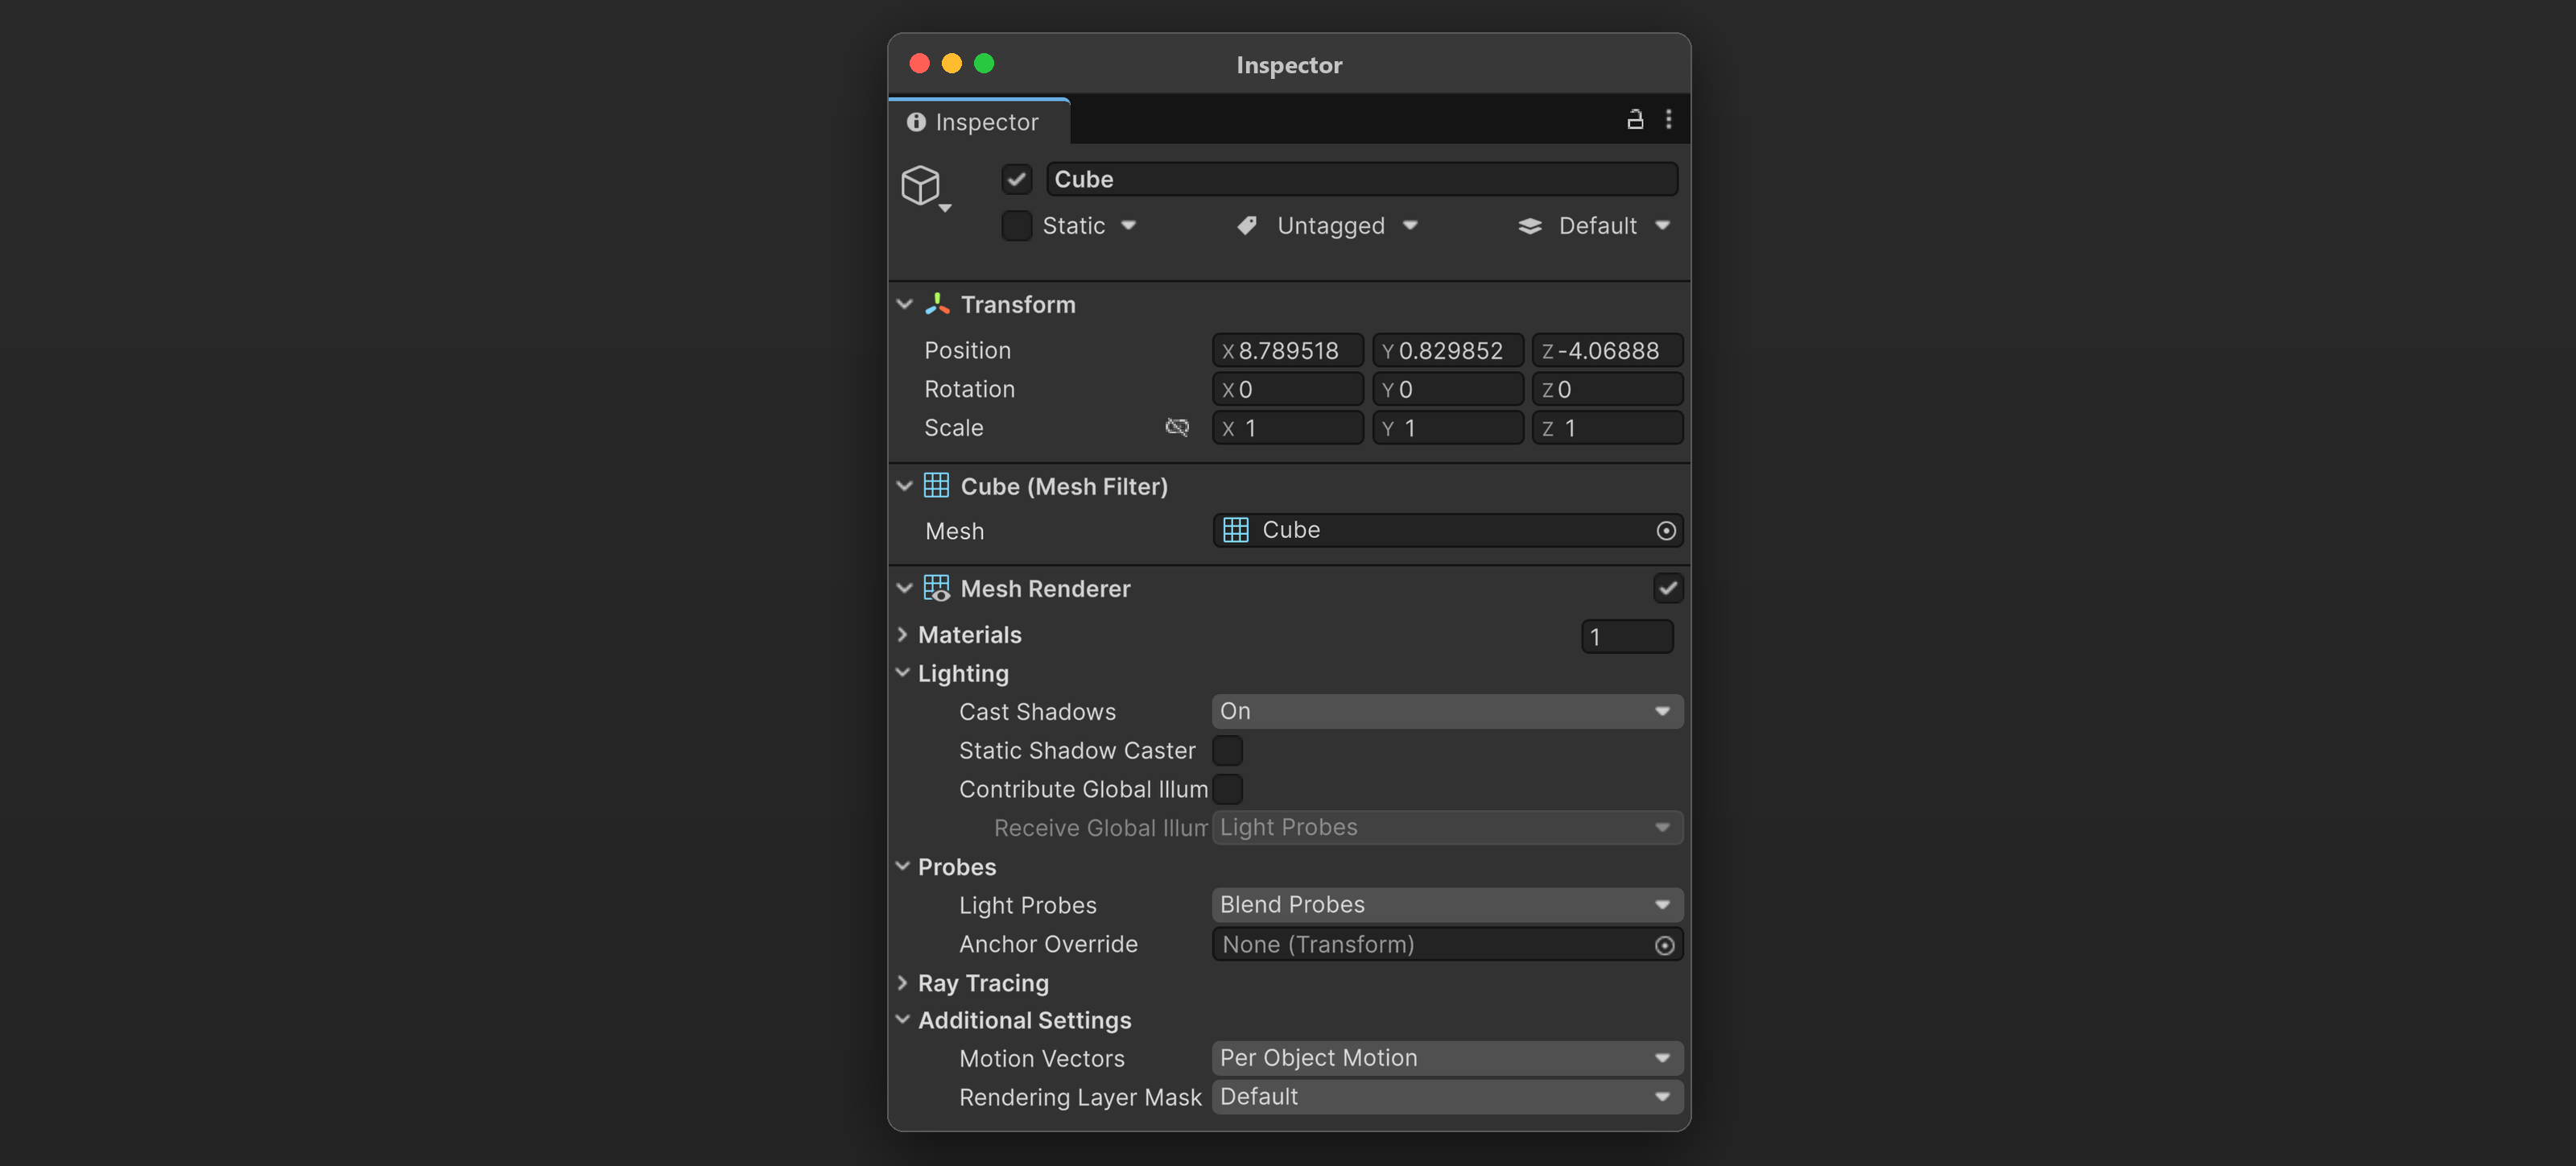 Inspector
Inspector
Cube
Static Untagged Default
Transform
Position X 8.789518 Y 0.829852 Z -4.06888
Rotation X 0 Y 0 Z 0
Scale X 1 Y 1 Z 1
Cube (Mesh Filter)
Mesh Cube
Mesh Renderer
Materials 1
Lighting
Cast Shadows On
Static Shadow Caster
Contribute Global Illum
Receive Global Illum Light Probes
Probes
Light Probes Blend Probes
Anchor Override None (Transform)
Ray Tracing
Additional Settings
Motion Vectors Per Object Motion
Rendering Layer Mask Default